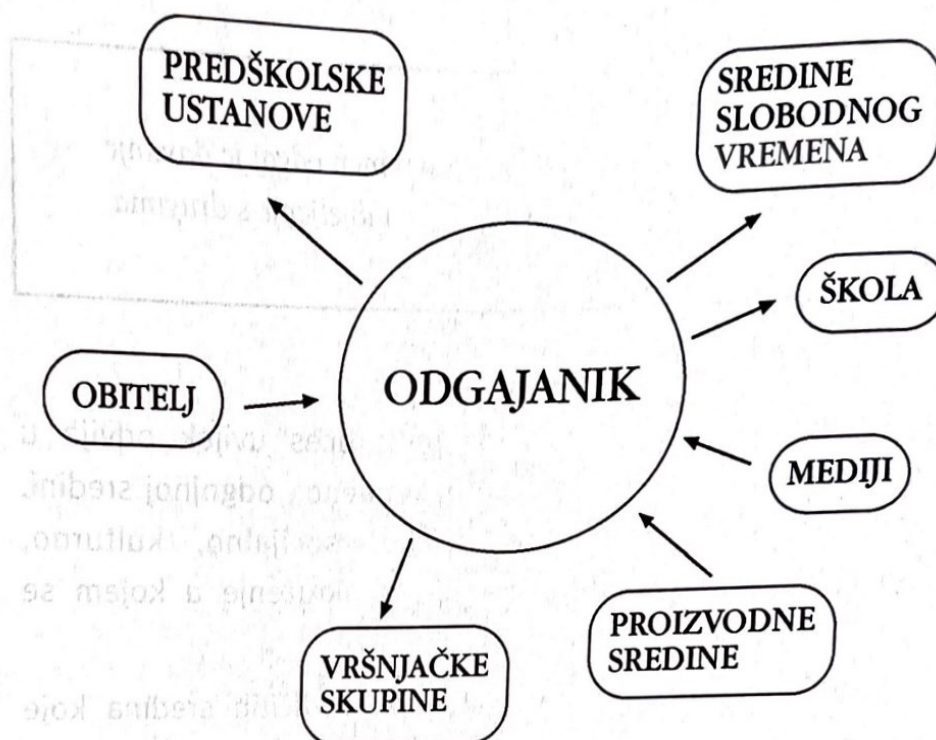 PREDŠKOLSKE
USTANOVE
SREDINE
SLOBODNOG
VREMENA
ŠKOLA
OBITELJ
ODGAJANIK
MEDIJI
PROIZVODNE
SREDINE
VRŠNJAČKE
SKUPINE